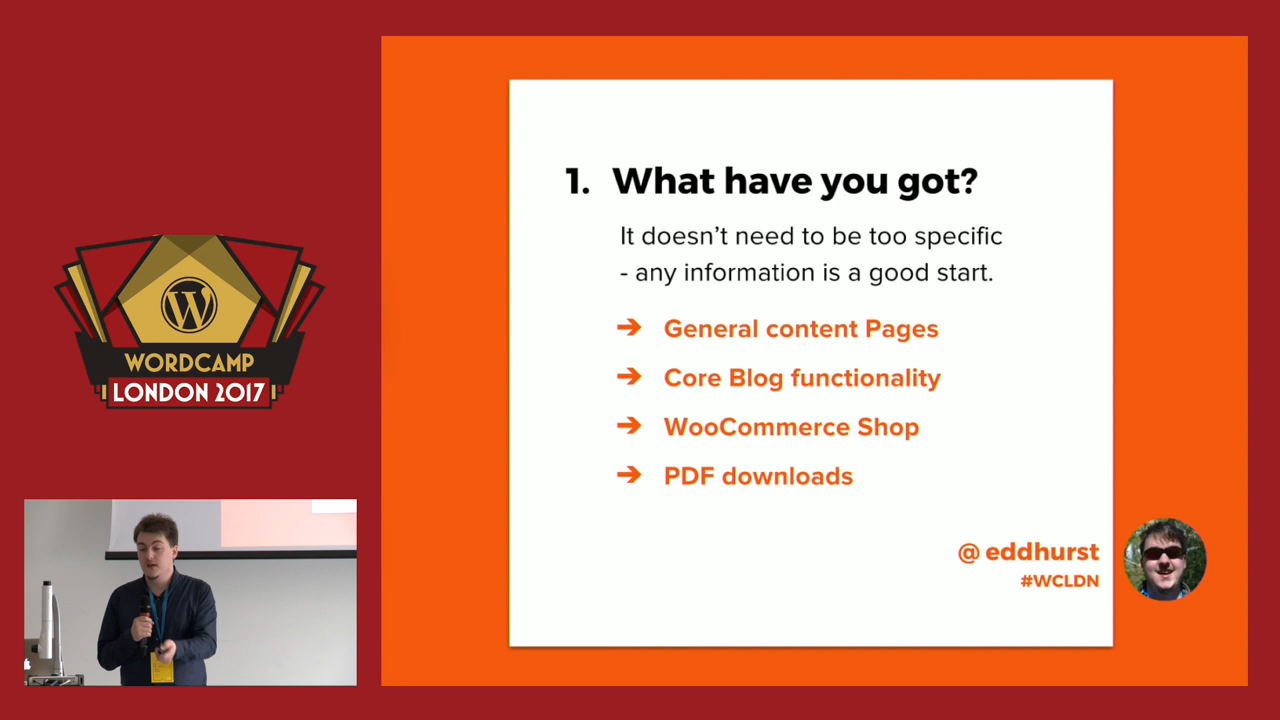 WORDCAMP
LONDON 2017
1. What have you got?
It doesn’t need to be too specific
- any information is a good start.
➔ General content Pages
➔ Core Blog functionality
➔ WooCommerce Shop
➔ PDF downloads
@ eddhurst
#WCLDN